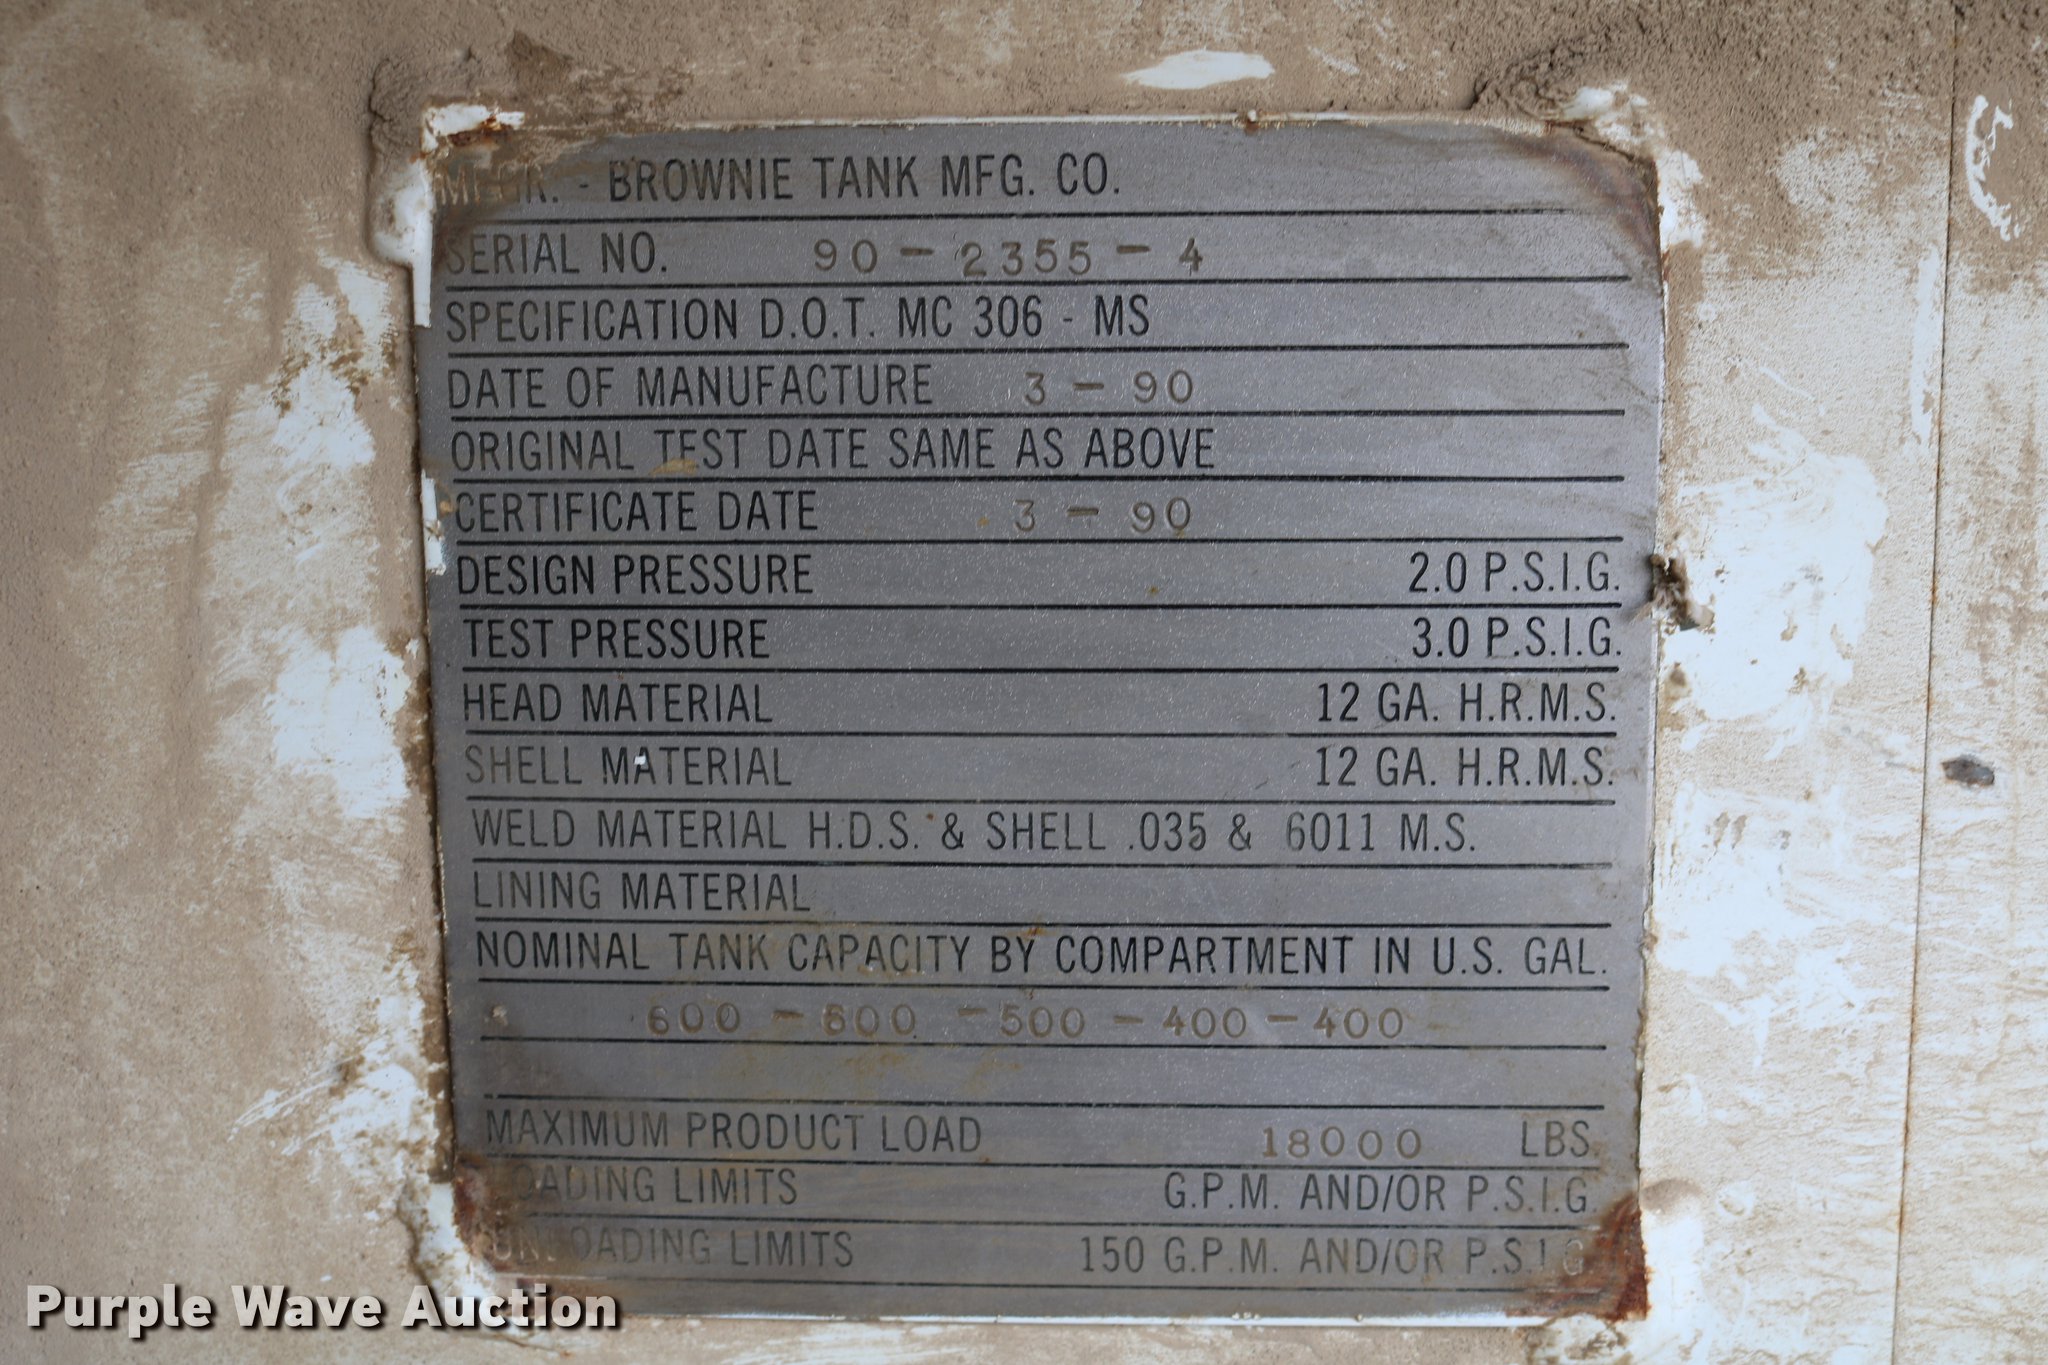 MFGR. - BROWNIE TANK MFG. CO.
SERIAL NO. 90 - 2355 - 4
SPECIFICATION D.O.T. MC 306 - MS
DATE OF MANUFACTURE 3 - 90
ORIGINAL TEST DATE SAME AS ABOVE
CERTIFICATE DATE 3 - 90
DESIGN PRESSURE 2.0 P.S.I.G.
TEST PRESSURE 3.0 P.S.I.G.
HEAD MATERIAL 12 GA. H.R.M.S.
SHELL MATERIAL 12 GA. H.R.M.S.
WELD MATERIAL H.D.S. & SHELL .035 & 6011 M.S.
LINING MATERIAL
NOMINAL TANK CAPACITY BY COMPARTMENT IN U.S. GAL.
600 - 600 - 500 - 400 - 400
MAXIMUM PRODUCT LOAD 18000 LBS.
LOADING LIMITS G.P.M. AND/OR P.S.I.G.
UNLOADING LIMITS 150 G.P.M. AND/OR P.S.I.G
Purple Wave Auction